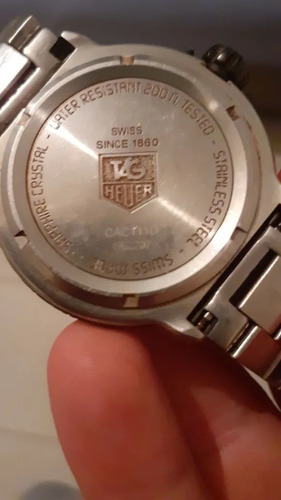 WATER RESISTANT 200 M TESTED - STAINLESS STEEL - SWISS MADE - SAPPHIRE CRYSTAL -
SWISS
SINCE 1860
TAG
HEUER